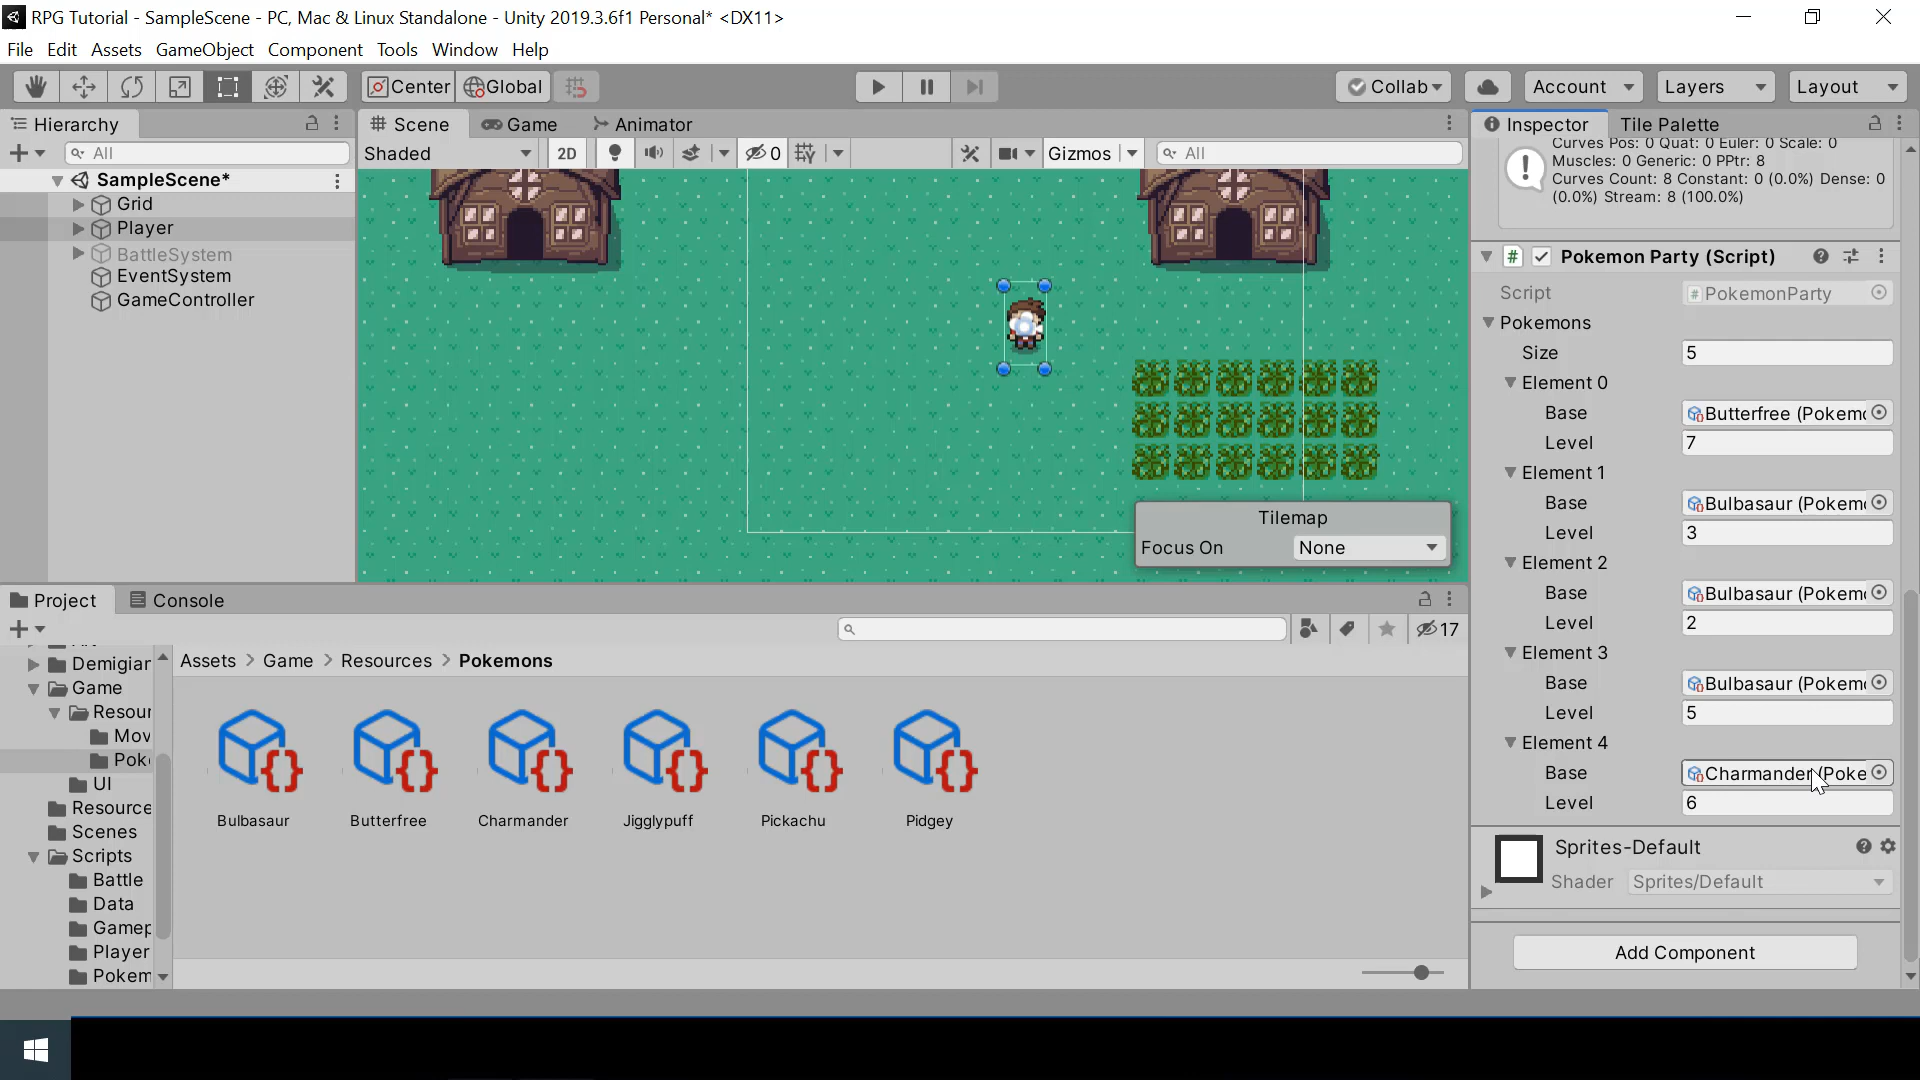 RPG Tutorial - SampleScene - PC, Mac & Linux Standalone - Unity 2019.3.6f1 Personal* <DX11>
File Edit Assets GameObject Component Tools Window Help
Center Global Collab Account Layers Layout
Hierarchy
All
SampleScene*
Grid
Player
BattleSystem
EventSystem
GameController
Scene Game Animator
Shaded 2D 0 Gizmos All
Tilemap
Focus On None
Project Console
17
Demigiar
Game
Resour
Mov
Pok
UI
Resource
Scenes
Scripts
Battle
Data
Gamep
Player
Pokem
Assets > Game > Resources > Pokemons
Bulbasaur Butterfree Charmander Jigglypuff Pickachu Pidgey
Inspector Tile Palette
Curves Pos: 0 Quat: 0 Euler: 0 Scale: 0
Muscles: 0 Generic: 0 PPtr: 8
Curves Count: 8 Constant: 0 (0.0%) Dense: 0
(0.0%) Stream: 8 (100.0%)
Pokemon Party (Script)
Script PokemonParty
Pokemons
Size 5
Element 0
Base Butterfree (Pokem
Level 7
Element 1
Base Bulbasaur (Pokem
Level 3
Element 2
Base Bulbasaur (Pokem
Level 2
Element 3
Base Bulbasaur (Pokem
Level 5
Element 4
Base Charmander (Poke
Level 6
Sprites-Default
Shader Sprites/Default
Add Component